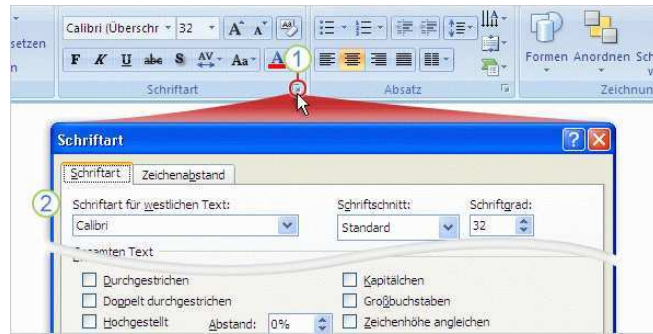 setzen
n
Calibri (Überschr 32 A A
F K U abc S AV Aa A
1
Formen Anordnen Sch
Schriftart Absatz Zeichnun
Schriftart
Schriftart Zeichenabstand
2
Schriftart für westlichen Text: Schriftschnitt: Schriftgrad:
Calibri Standard 32
Gesamten Text
Durchgestrichen Kapitälchen
Doppelt durchgestrichen Großbuchstaben
Hochgestellt Abstand: 0% Zeichenhöhe angleichen